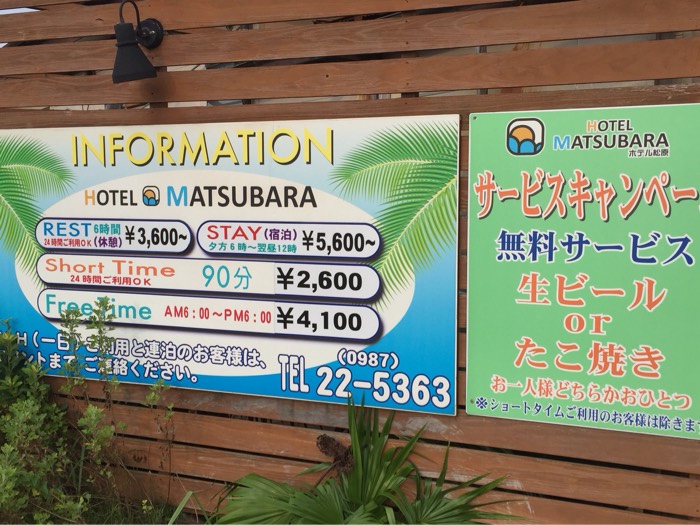 INFORMATION
HOTEL MATSUBARA
REST 6時間 (休憩) 24時間ご利用OK ¥3,600~
STAY (宿泊) 夕方6時〜翌昼12時 ¥5,600~
Short Time 24時間ご利用OK 90分 ¥2,600
Free Time AM6:00〜PM6:00 ¥4,100
H(一日)ご利用と連泊のお客様は、
ントまでご連絡ください。
TEL (0987) 22-5363
HOTEL
MATSUBARA
ホテル松原
サービスキャンペー
無料サービス
生ビール
or
たこ焼き
お一人様どちらかおひとつ
※ショートタイムご利用のお客様は除きま